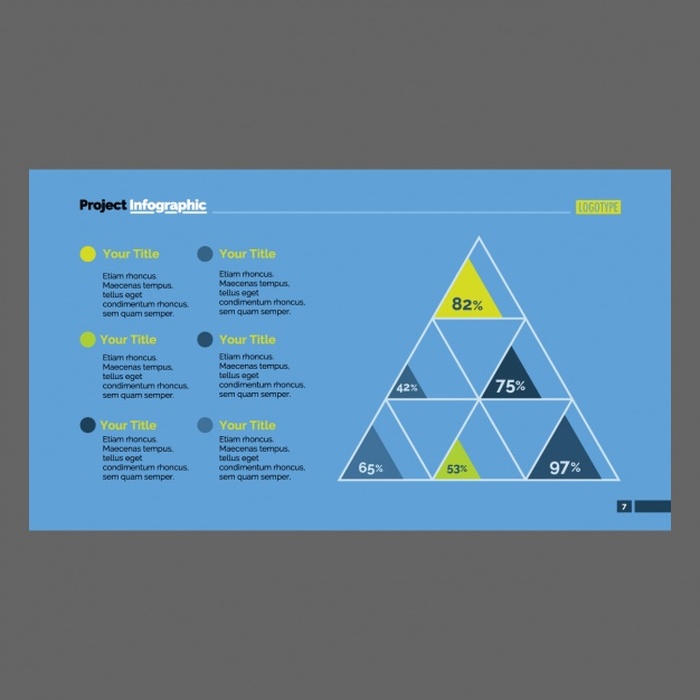 Project Infographic
LOGOTYPE
Your Title
Etiam rhoncus.
Maecenas tempus,
tellus eget
condimentum rhoncus,
sem quam semper.
Your Title
Etiam rhoncus.
Maecenas tempus,
tellus eget
condimentum rhoncus,
sem quam semper.
Your Title
Etiam rhoncus.
Maecenas tempus,
tellus eget
condimentum rhoncus,
sem quam semper.
Your Title
Etiam rhoncus.
Maecenas tempus,
tellus eget
condimentum rhoncus,
sem quam semper.
Your Title
Etiam rhoncus.
Maecenas tempus,
tellus eget
condimentum rhoncus,
sem quam semper.
Your Title
Etiam rhoncus.
Maecenas tempus,
tellus eget
condimentum rhoncus,
sem quam semper.
82%
42%
75%
65%
53%
97%
7